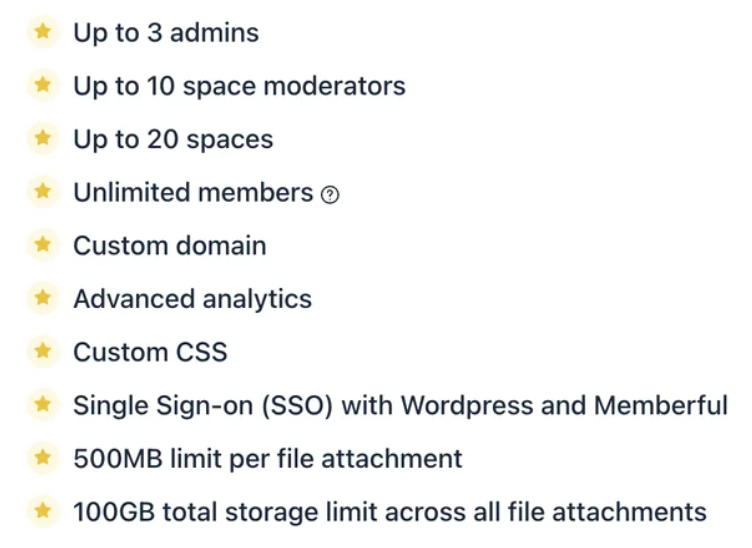 Up to 3 admins
Up to 10 space moderators
Up to 20 spaces
Unlimited members ?
Custom domain
Advanced analytics
Custom CSS
Single Sign-on (SSO) with Wordpress and Memberful
500MB limit per file attachment
100GB total storage limit across all file attachments